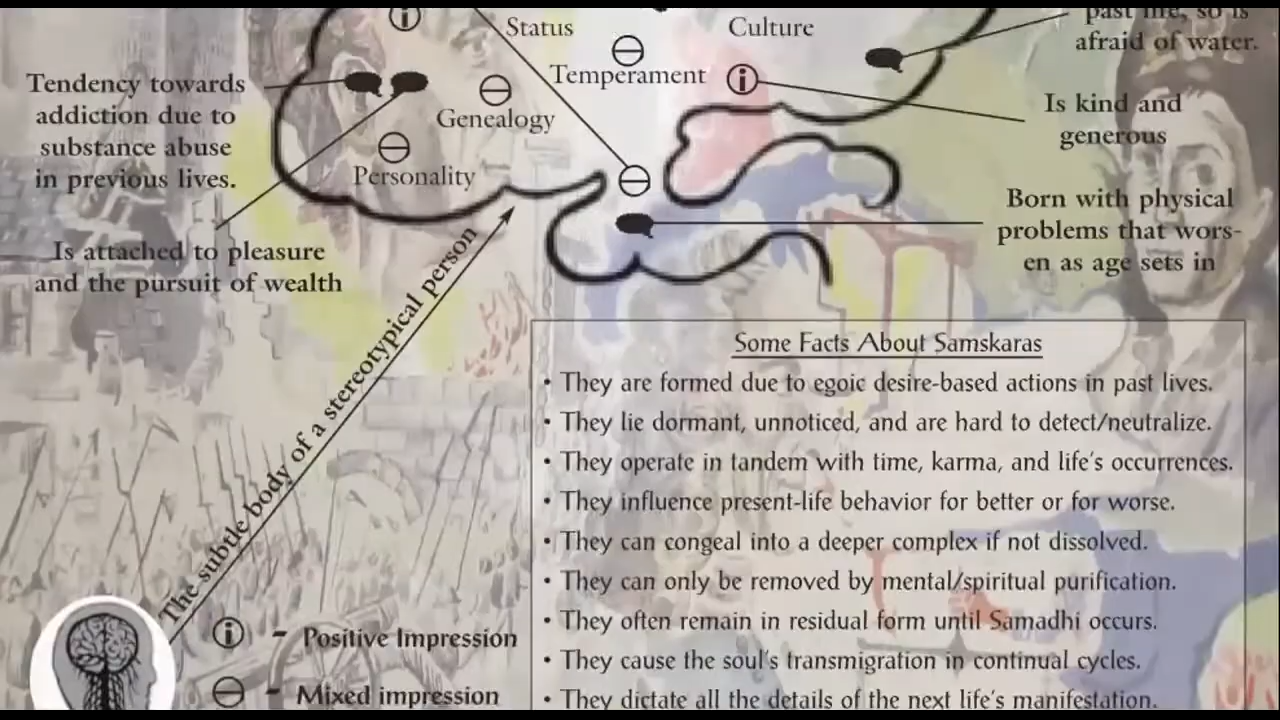 past life, so is
afraid of water.
Status
Culture
Temperament
Tendency towards
addiction due to
substance abuse
in previous lives.
Genealogy
Personality
Is kind and
generous
Born with physical
problems that wors-
en as age sets in
Is attached to pleasure
and the pursuit of wealth
The subtle body of a stereotypical person
Some Facts About Samskaras
• They are formed due to egoic desire-based actions in past lives.
• They lie dormant, unnoticed, and are hard to detect/neutralize.
• They operate in tandem with time, karma, and life's occurrences.
• They influence present-life behavior for better or for worse.
• They can congeal into a deeper complex if not dissolved.
• They can only be removed by mental/spiritual purification.
• They often remain in residual form until Samadhi occurs.
• They cause the soul's transmigration in continual cycles.
• They dictate all the details of the next life's manifestation.
i - Positive Impression
- Mixed impression